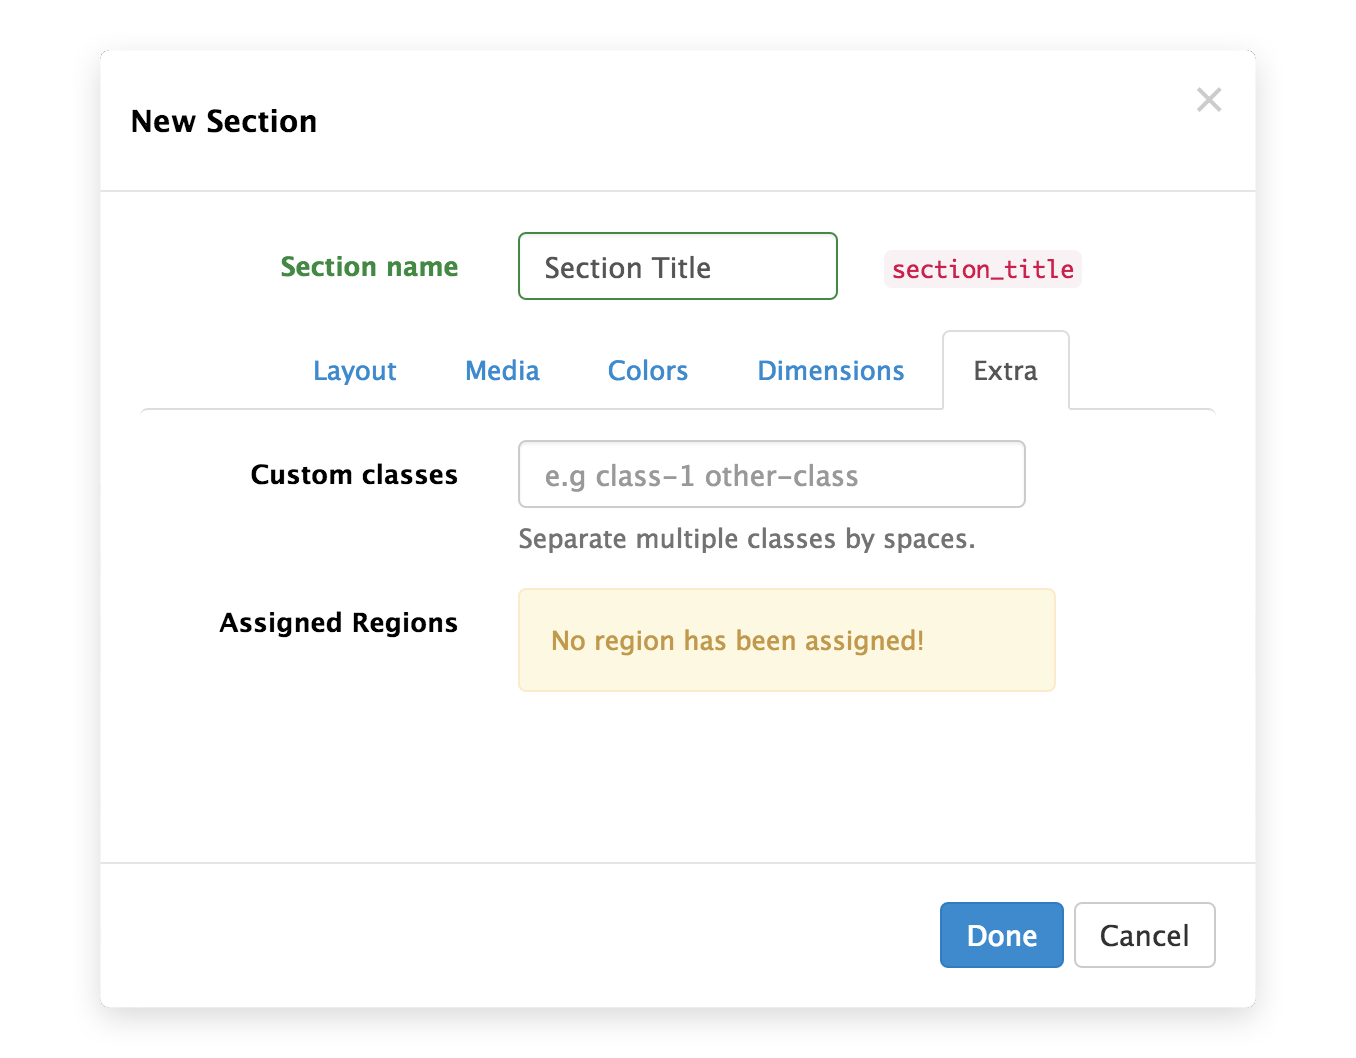 New Section
×
Section name
Section Title
section_title
Layout Media Colors Dimensions Extra
Custom classes
e.g class-1 other-class
Separate multiple classes by spaces.
Assigned Regions
No region has been assigned!
Done Cancel